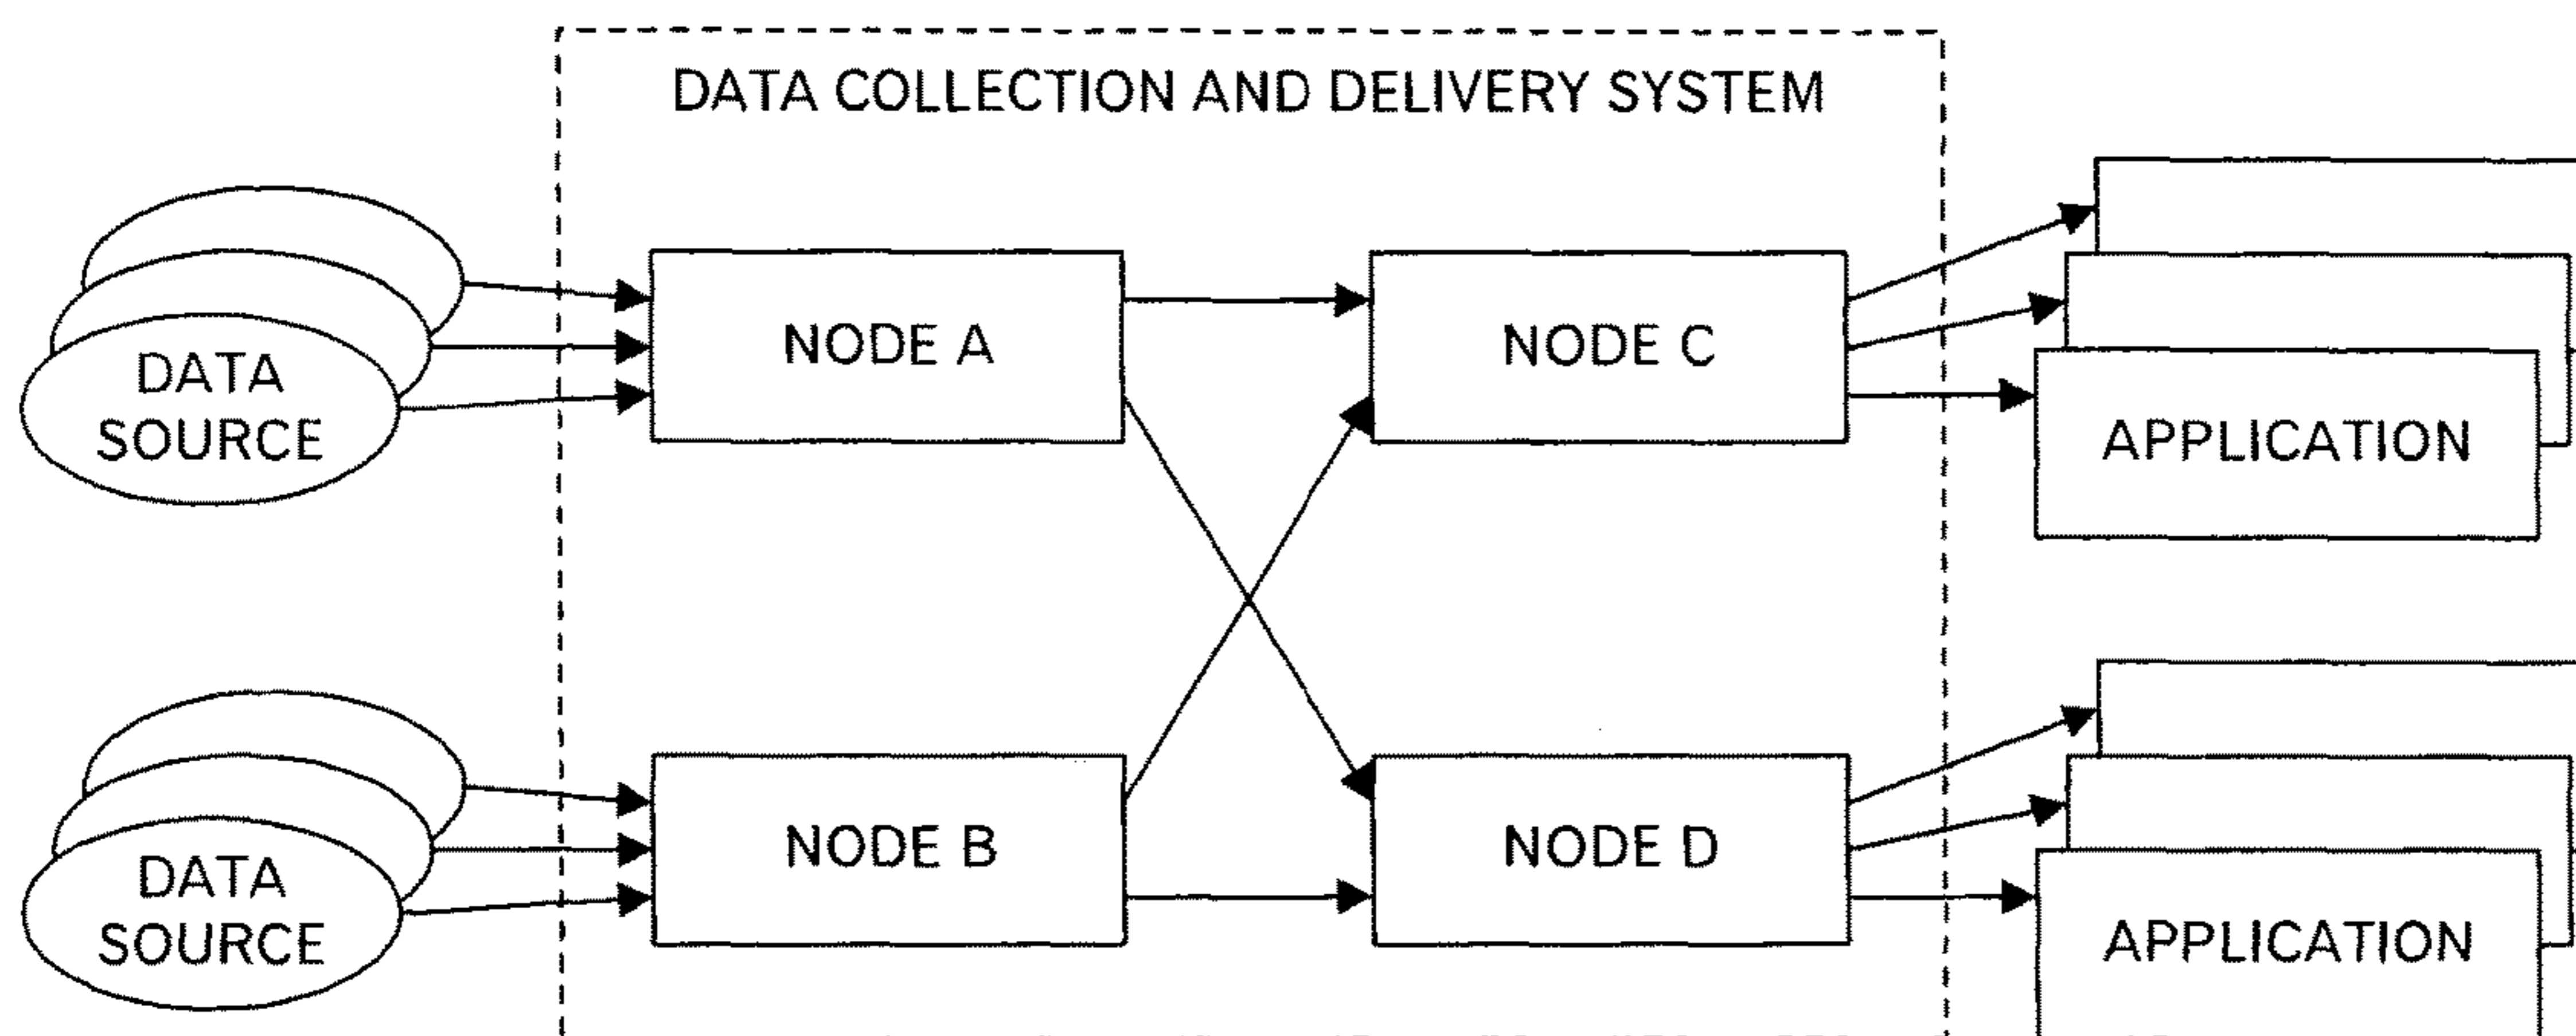 DATA COLLECTION AND DELIVERY SYSTEM
DATA
SOURCE
NODE A
NODE C
APPLICATION
DATA
SOURCE
NODE B
NODE D
APPLICATION